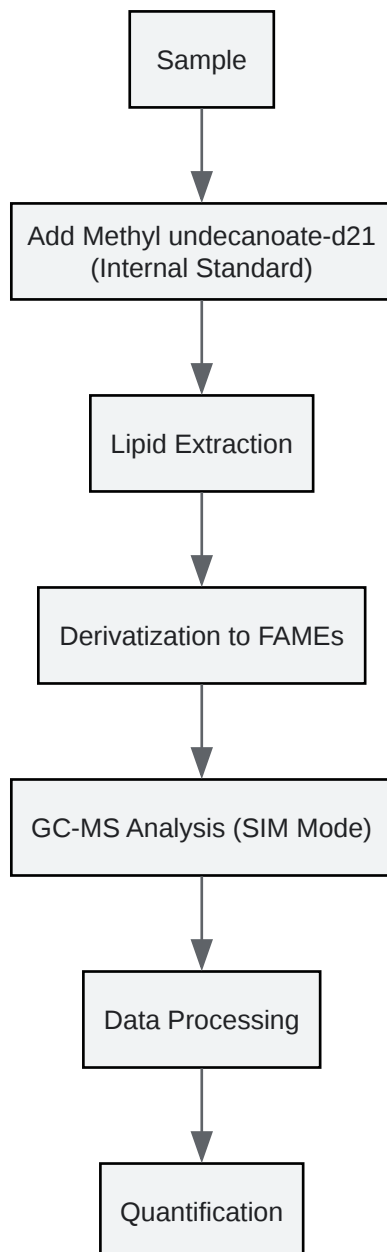 Sample
Add Methyl undecanoate-d21
(Internal Standard)
Lipid Extraction
Derivatization to FAMEs
GC-MS Analysis (SIM Mode)
Data Processing
Quantification